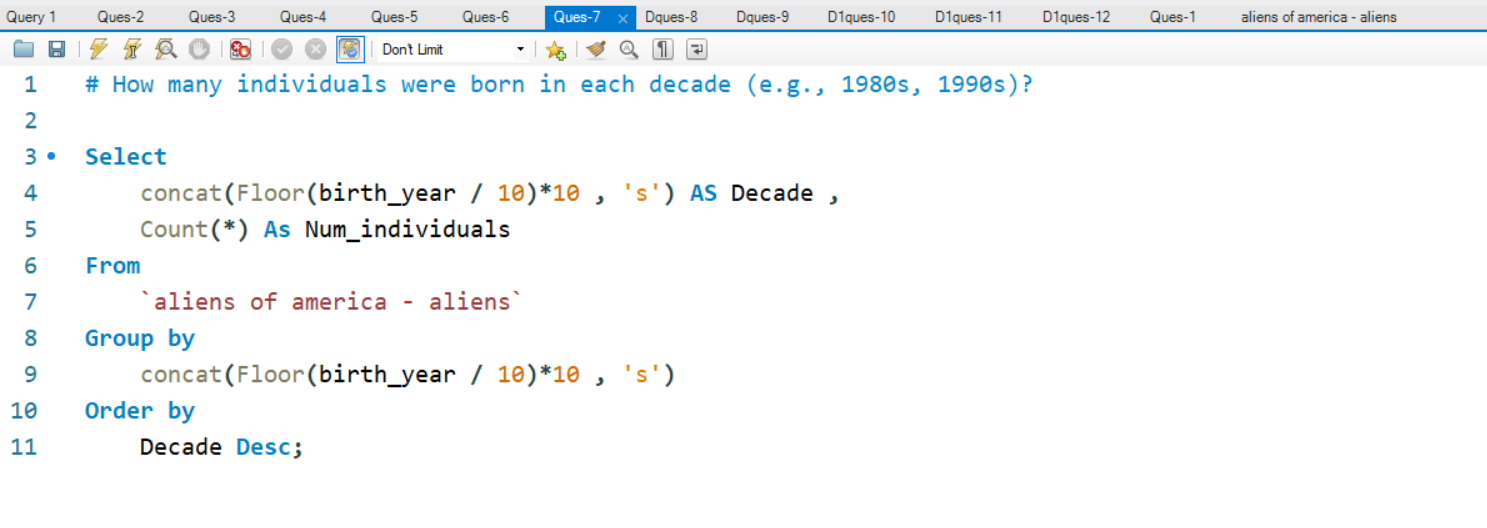 Query 1 Ques-2 Ques-3 Ques-4 Ques-5 Ques-6 Ques-7 Dques-8 Dques-9 D1ques-10 D1ques-11 D1ques-12 Ques-1 aliens of america - aliens
Don't Limit
1 # How many individuals were born in each decade (e.g., 1980s, 1990s)?
2
3 Select
4 concat(Floor(birth_year / 10)*10 , 's') AS Decade ,
5 Count(*) As Num_individuals
6 From
7 `aliens of america - aliens`
8 Group by
9 concat(Floor(birth_year / 10)*10 , 's')
10 Order by
11 Decade Desc;